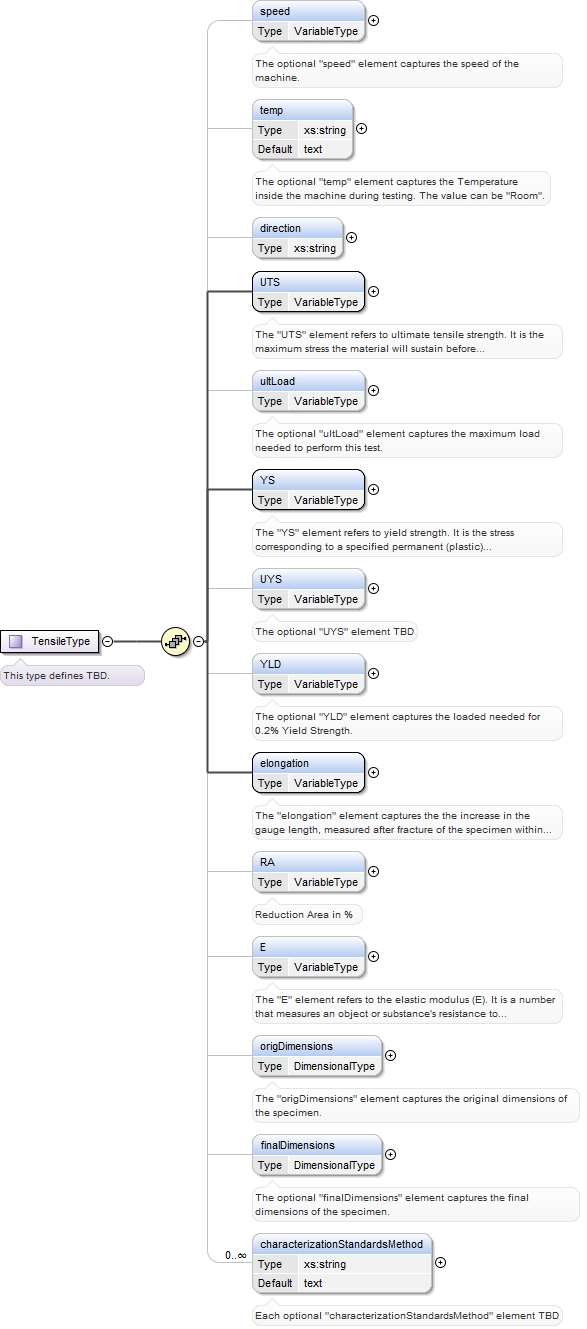 speed
Type VariableType
The optional "speed" element captures the speed of the
machine.
temp
Type xs:string
Default text
The optional "temp" element captures the Temperature
inside the machine during testing. The value can be "Room".
direction
Type xs:string
UTS
Type VariableType
The "UTS" element refers to ultimate tensile strength. It is the
maximum stress the material will sustain before...
ultLoad
Type VariableType
The optional "ultLoad" element captures the maximum load
needed to perform this test.
YS
Type VariableType
The "YS" element refers to yield strength. It is the stress
corresponding to a specified permanent (plastic)...
UYS
Type VariableType
The optional "UYS" element TBD
TensileType
This type defines TBD.
YLD
Type VariableType
The optional "YLD" element captures the loaded needed for
0.2% Yield Strength.
elongation
Type VariableType
The "elongation" element captures the the increase in the
gauge length, measured after fracture of the specimen within...
RA
Type VariableType
Reduction Area in %
E
Type VariableType
The "E" element refers to the elastic modulus (E). It is a number
that measures an object or substance's resistance to...
origDimensions
Type DimensionalType
The "origDimensions" element captures the original dimensions of
the specimen.
finalDimensions
Type DimensionalType
The optional "finalDimensions" element captures the final
dimensions of the specimen.
0..∞
characterizationStandardsMethod
Type xs:string
Default text
Each optional "characterizationStandardsMethod" element TBD